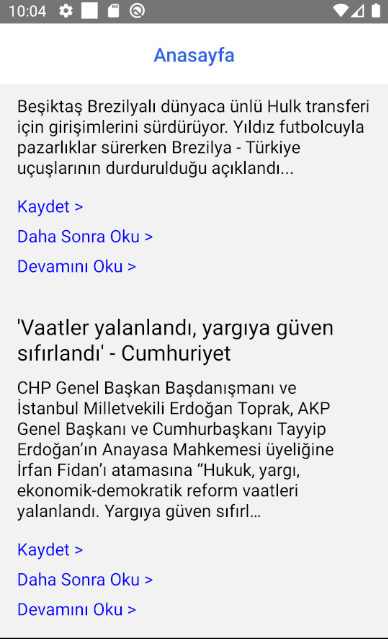 10:04
Anasayfa
Beşiktaş Brezilyalı dünyaca ünlü Hulk transferi
için girişimlerini sürdürüyor. Yıldız futbolcuyla
pazarlıklar sürerken Brezilya - Türkiye
uçuşlarının durdurulduğu açıklandı...
Kaydet >
Daha Sonra Oku >
Devamını Oku >
'Vaatler yalanlandı, yargıya güven
sıfırlandı' - Cumhuriyet
CHP Genel Başkan Başdanışmanı ve
İstanbul Milletvekili Erdoğan Toprak, AKP
Genel Başkanı ve Cumhurbaşkanı Tayyip
Erdoğan’ın Anayasa Mahkemesi üyeliğine
İrfan Fidan’ı atamasına “Hukuk, yargı,
ekonomik-demokratik reform vaatleri
yalanlandı. Yargıya güven sıfırl…
Kaydet >
Daha Sonra Oku >
Devamını Oku >